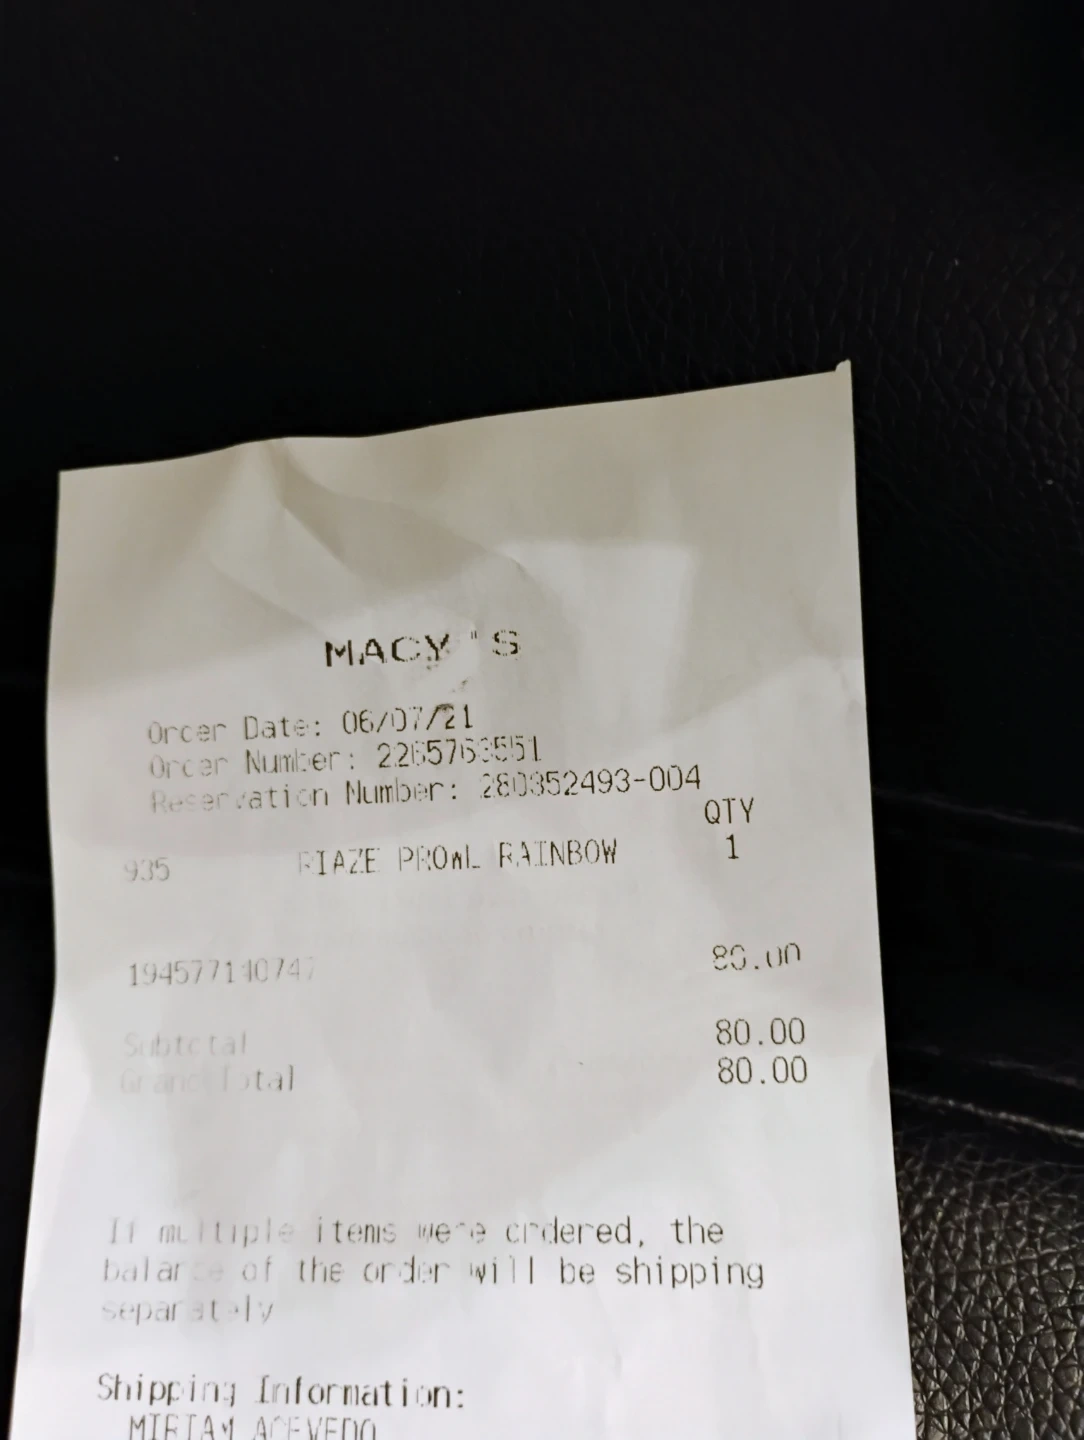 MACY'S
Order Date: 06/07/21
Order Number: 2265763551
Reservation Number: 280352493-004
QTY
935 RIAZE PROWL RAINBOW 1
194577140747 80.00
Subtotal 80.00
Grand Total 80.00
If multiple items were ordered, the
balance of the order will be shipping
separately
Shipping Information:
MIRIAM ACEVEDO